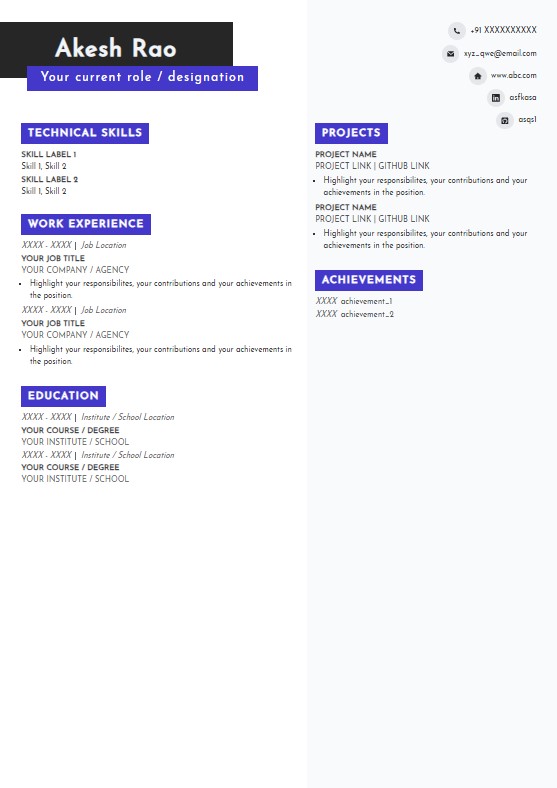 Akesh Rao
Your current role / designation
+91 XXXXXXXXXX
xyz_qwe@email.com
www.abc.com
asfkasa
asqs1
TECHNICAL SKILLS
SKILL LABEL 1
Skill 1, Skill 2
SKILL LABEL 2
Skill 1, Skill 2
WORK EXPERIENCE
XXXX - XXXX | Job Location
YOUR JOB TITLE
YOUR COMPANY / AGENCY
• Highlight your responsibilites, your contributions and your achievements in
the position.
XXXX - XXXX | Job Location
YOUR JOB TITLE
YOUR COMPANY / AGENCY
• Highlight your responsibilites, your contributions and your achievements in
the position.
EDUCATION
XXXX - XXXX | Institute / School Location
YOUR COURSE / DEGREE
YOUR INSTITUTE / SCHOOL
XXXX - XXXX | Institute / School Location
YOUR COURSE / DEGREE
YOUR INSTITUTE / SCHOOL
PROJECTS
PROJECT NAME
PROJECT LINK | GITHUB LINK
• Highlight your responsibilites, your contributions and your
achievements in the position.
PROJECT NAME
PROJECT LINK | GITHUB LINK
• Highlight your responsibilites, your contributions and your
achievements in the position.
ACHIEVEMENTS
XXXX achievement_1
XXXX achievement_2